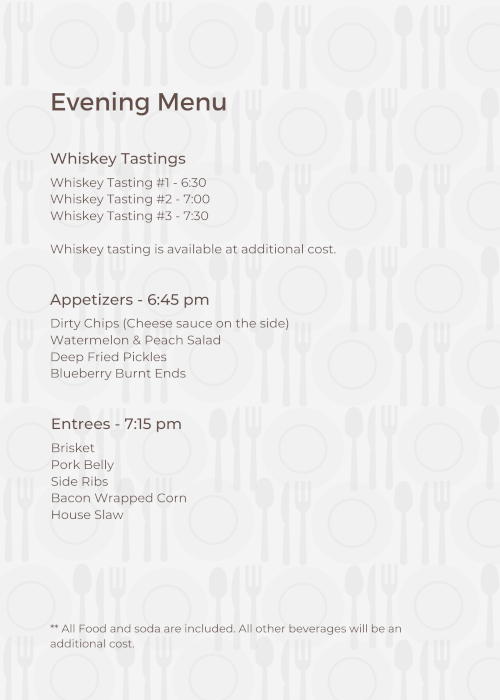 Evening Menu
Whiskey Tastings
Whiskey Tasting #1 - 6:30
Whiskey Tasting #2 - 7:00
Whiskey Tasting #3 - 7:30
Whiskey tasting is available at additional cost.
Appetizers - 6:45 pm
Dirty Chips (Cheese sauce on the side)
Watermelon & Peach Salad
Deep Fried Pickles
Blueberry Burnt Ends
Entrees - 7:15 pm
Brisket
Pork Belly
Side Ribs
Bacon Wrapped Corn
House Slaw
** All Food and soda are included. All other beverages will be an
additional cost.